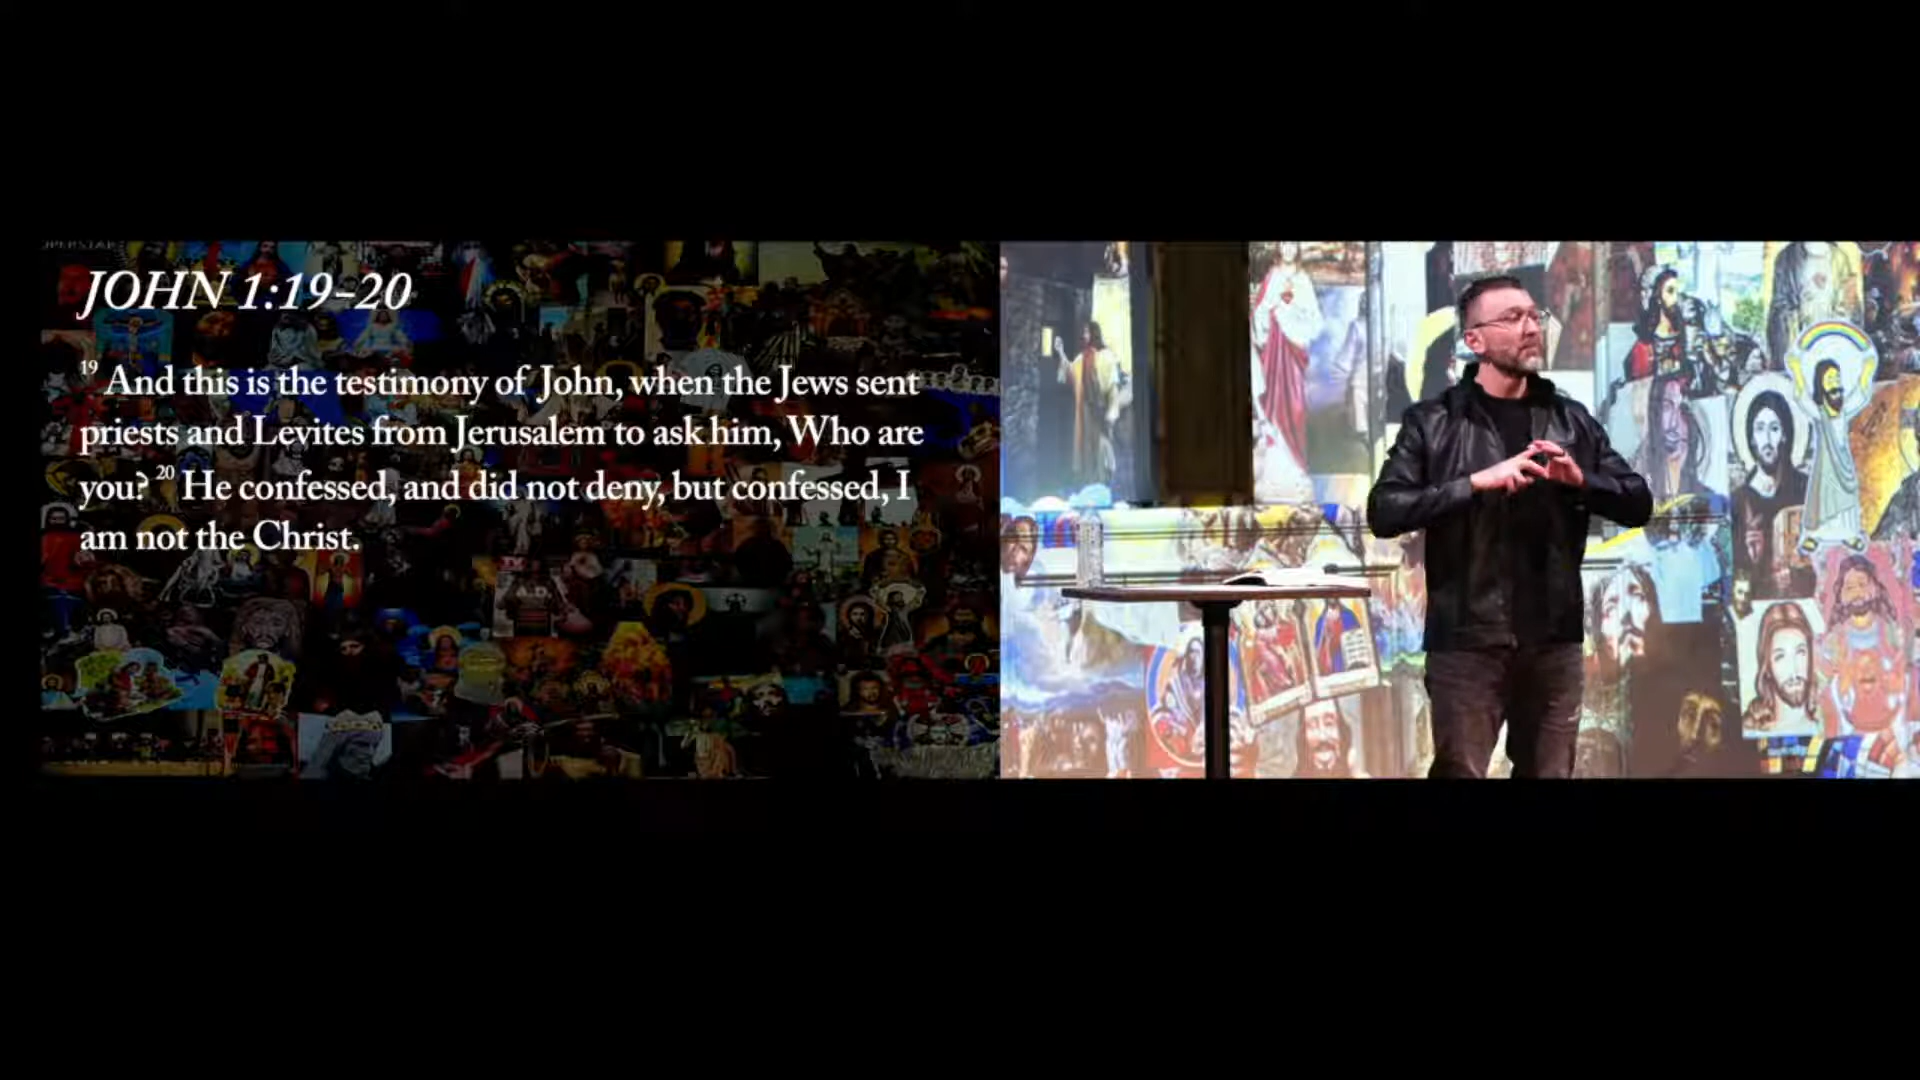 JOHN 1:19-20
19 And this is the testimony of John, when the Jews sent
priests and Levites from Jerusalem to ask him, Who are
you? 20 He confessed, and did not deny, but confessed, I
am not the Christ.
A.D.